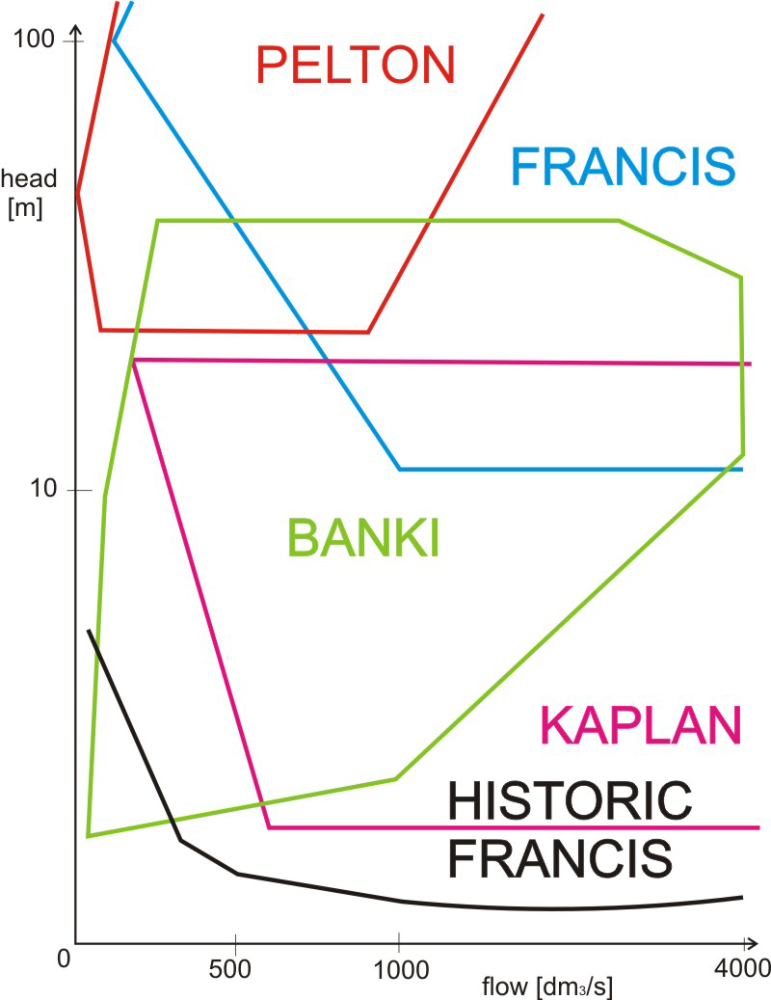 100
PELTON
FRANCIS
head
[m]
10
BANKI
KAPLAN
HISTORIC
FRANCIS
0
500
1000
4000
flow [dm3/s]